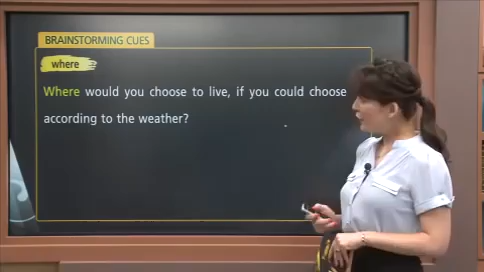 BRAINSTORMING CUES
where
Where would you choose to live, if you could choose
according to the weather?